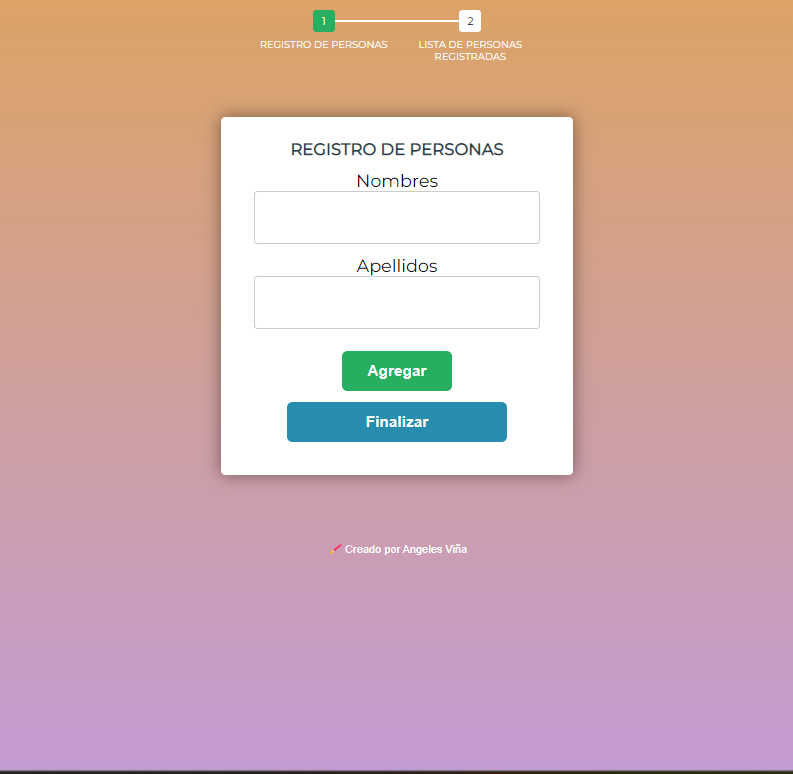 1
2
REGISTRO DE PERSONAS
LISTA DE PERSONAS
REGISTRADAS
REGISTRO DE PERSONAS
Nombres
Apellidos
Agregar
Finalizar
Creado por Angeles Viña